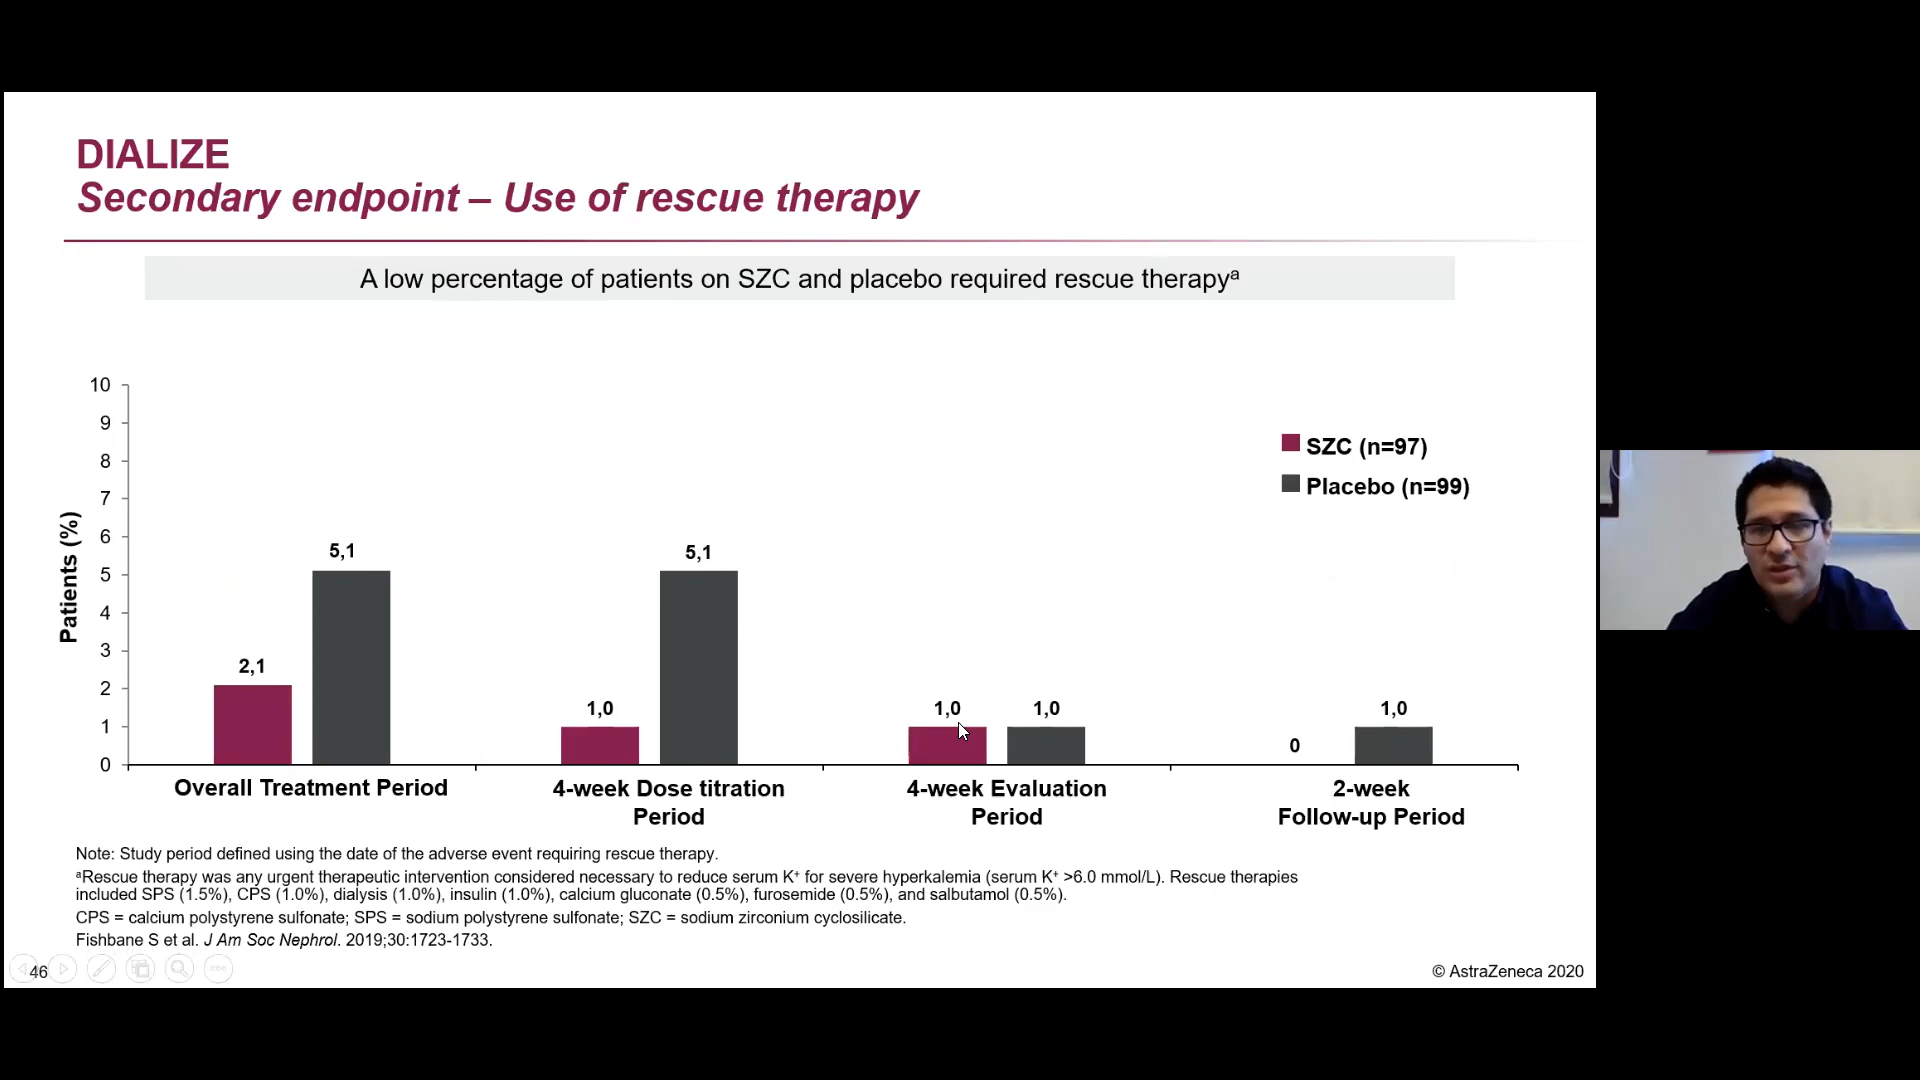 DIALIZE
Secondary endpoint – Use of rescue therapy
A low percentage of patients on SZC and placebo required rescue therapyᵃ
10
9
8
7
6
5
4
3
2
1
0
Patients (%)
SZC (n=97)
Placebo (n=99)
2,1
5,1
1,0
5,1
1,0
1,0
0
1,0
Overall Treatment Period
4-week Dose titration
Period
4-week Evaluation
Period
2-week
Follow-up Period
Note: Study period defined using the date of the adverse event requiring rescue therapy.
ᵃRescue therapy was any urgent therapeutic intervention considered necessary to reduce serum K⁺ for severe hyperkalemia (serum K⁺ >6.0 mmol/L). Rescue therapies
included SPS (1.5%), CPS (1.0%), dialysis (1.0%), insulin (1.0%), calcium gluconate (0.5%), furosemide (0.5%), and salbutamol (0.5%).
CPS = calcium polystyrene sulfonate; SPS = sodium polystyrene sulfonate; SZC = sodium zirconium cyclosilicate.
Fishbane S et al. J Am Soc Nephrol. 2019;30:1723-1733.
46
© AstraZeneca 2020